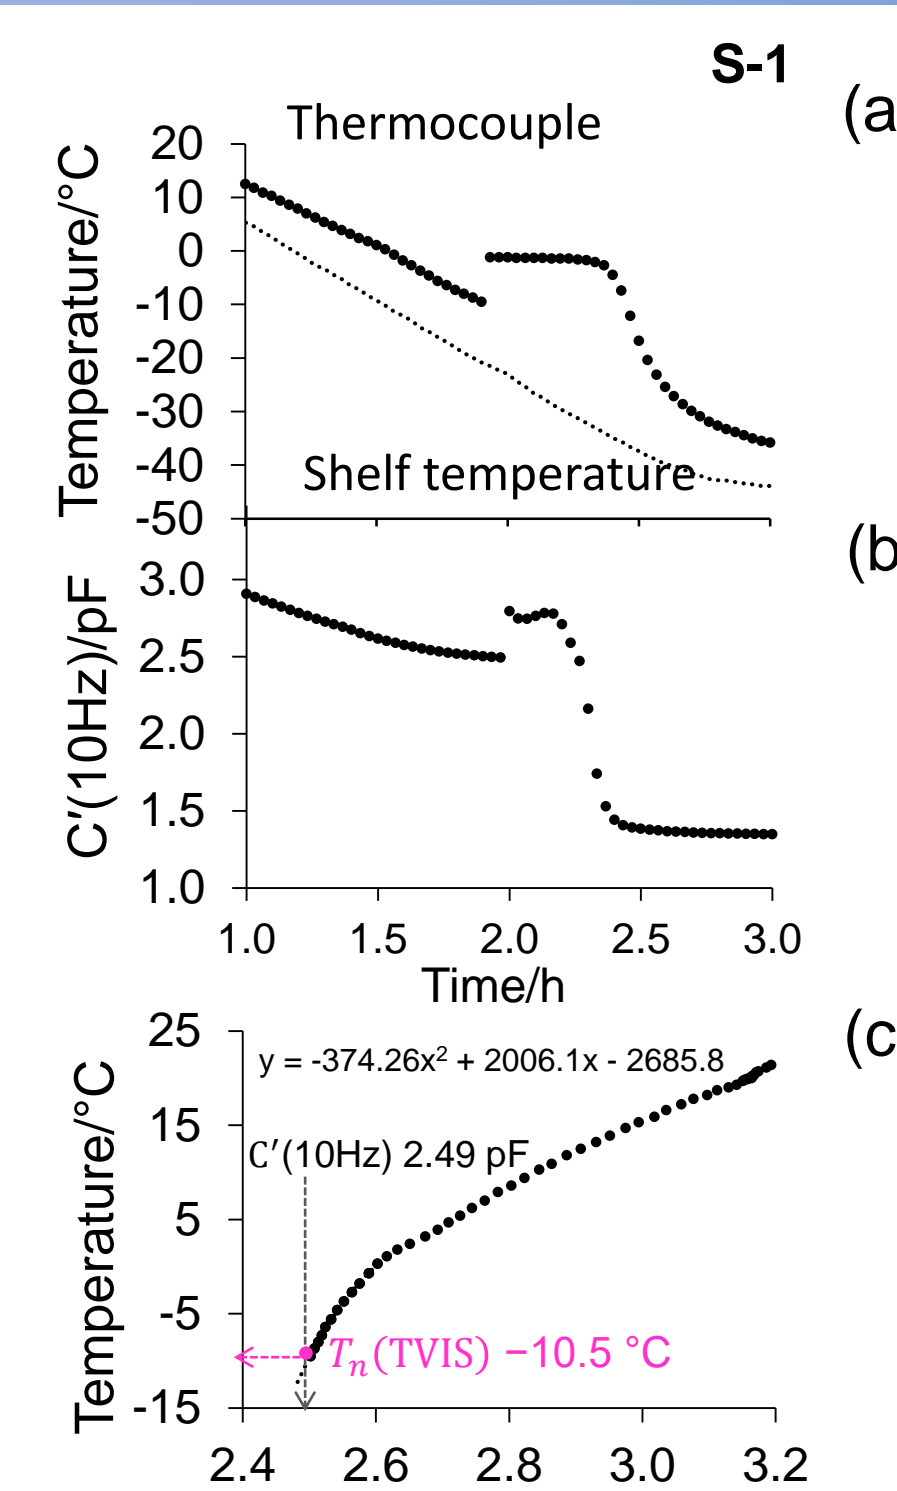 S-1
(a
Thermocouple
Temperature/°C
20
10
0
-10
-20
-30
-40
-50
Shelf temperature
(b
C'(10Hz)/pF
3.0
2.5
2.0
1.5
1.0
1.0 1.5 2.0 2.5 3.0
Time/h
(c
Temperature/°C
25
15
5
-5
-15
y = -374.26x² + 2006.1x - 2685.8
C′(10Hz) 2.49 pF
Tₙ(TVIS) −10.5 °C
2.4 2.6 2.8 3.0 3.2